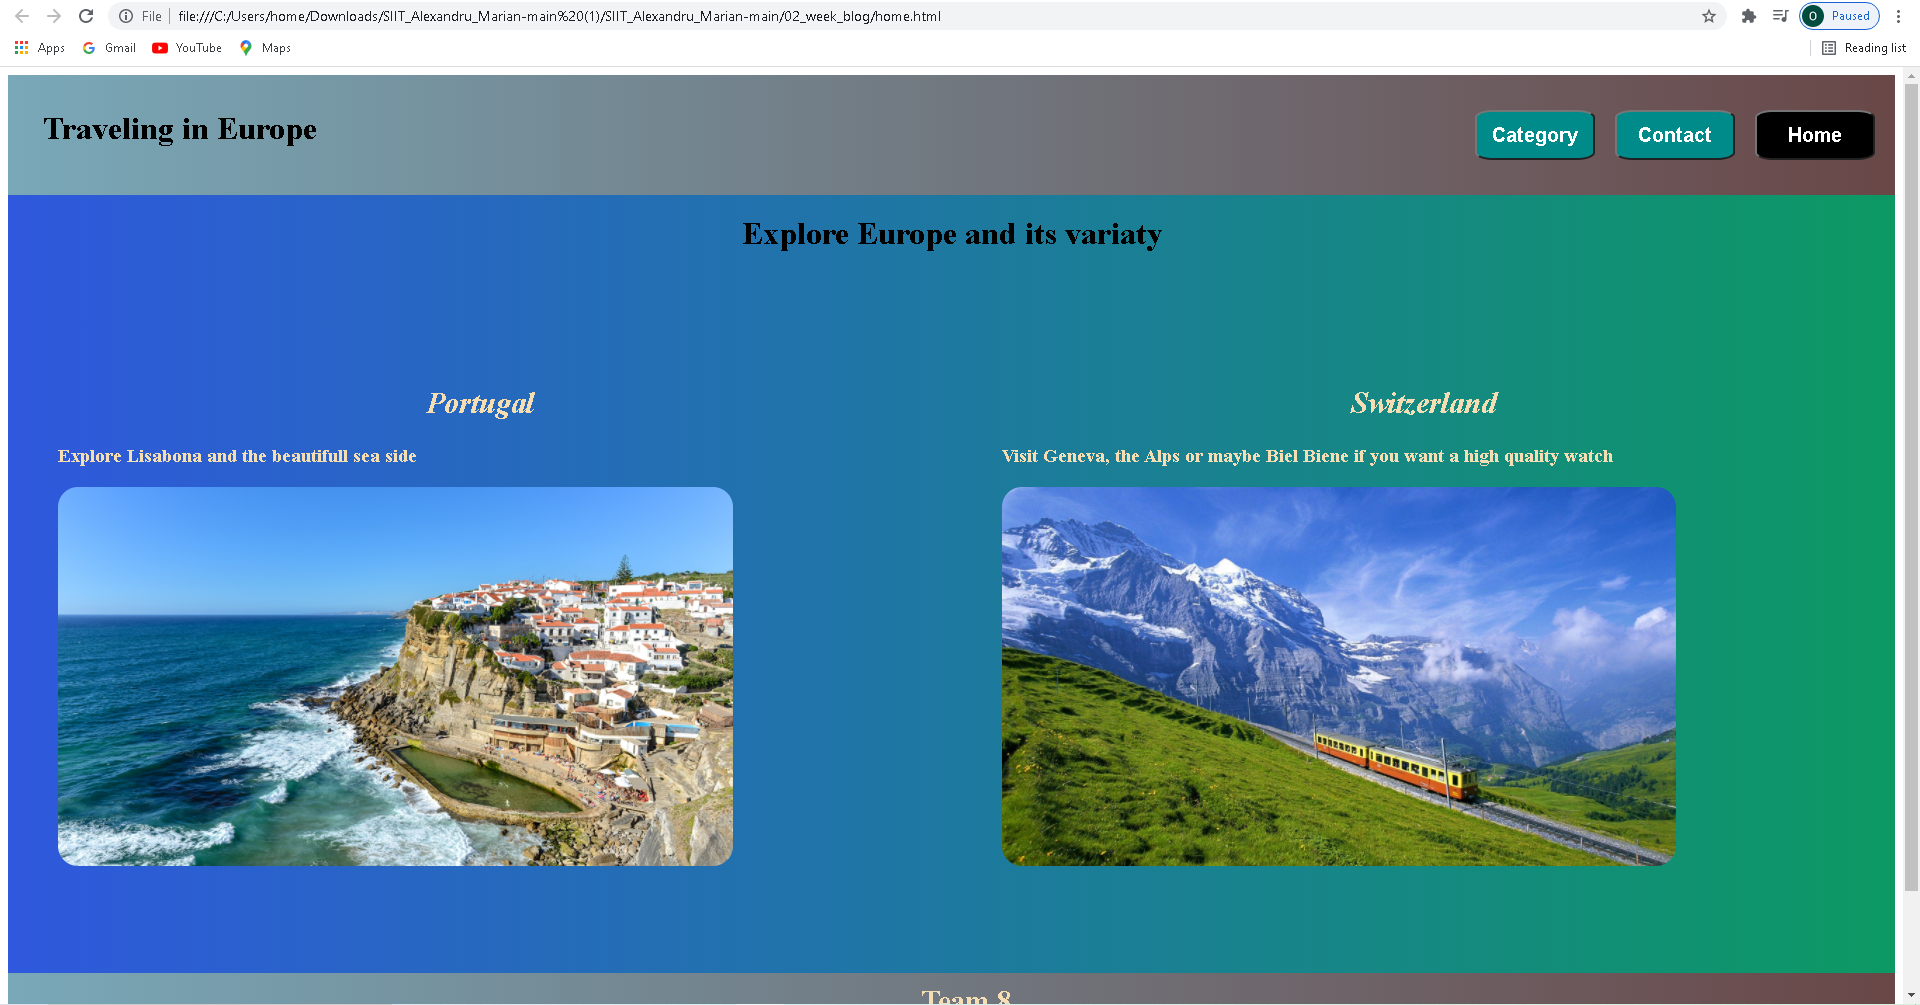 File file:///C:/Users/home/Downloads/SIIT_Alexandru_Marian-main%20(1)/SIIT_Alexandru_Marian-main/02_week_blog/home.html O Paused
Apps Gmail YouTube Maps Reading list
Traveling in Europe Category Contact Home
Explore Europe and its variaty
Portugal Switzerland
Explore Lisabona and the beautifull sea side Visit Geneva, the Alps or maybe Biel Biene if you want a high quality watch
Team 8